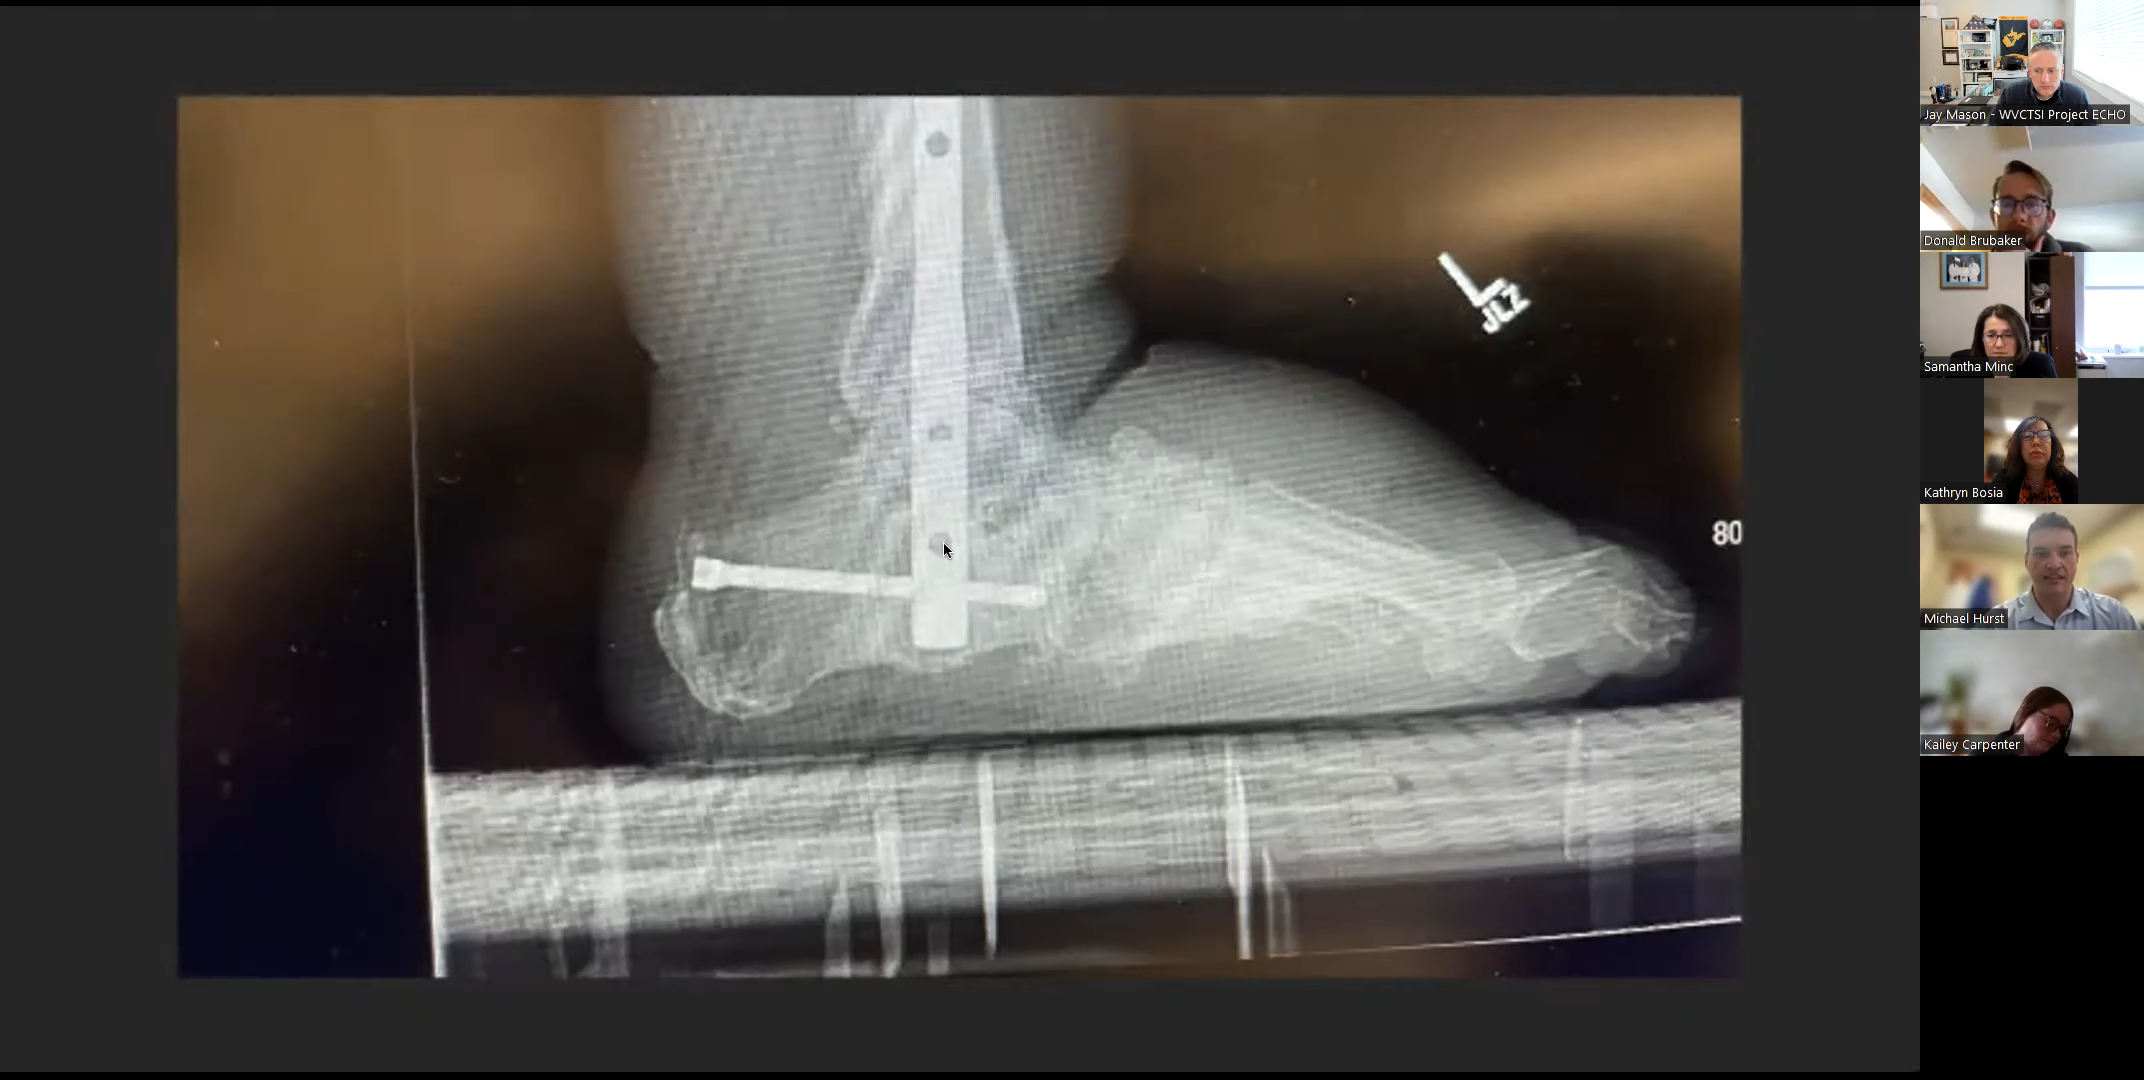 L
JLZ
80
Jay Mason - WVCTSI Project ECHO
Donald Brubaker
Samantha Minc
Kathryn Bosia
Michael Hurst
Kailey Carpenter